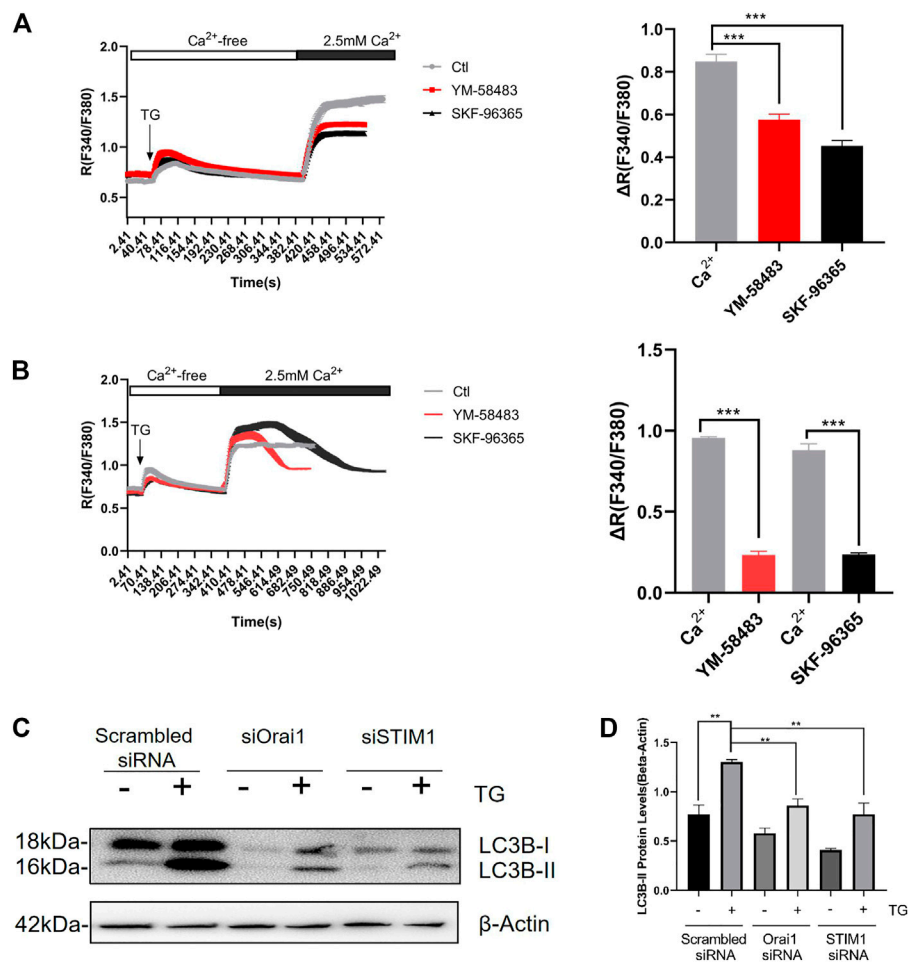 A
Ca²⁺-free
2.5mM Ca²⁺
2.0
1.5
1.0
0.5
R(F340/F380)
TG
Ctl
YM-58483
SKF-96365
2.41
40.41
78.41
116.41
154.41
192.41
230.41
268.41
306.41
344.41
382.41
420.41
458.41
496.41
534.41
572.41
Time(s)
***
***
1.0
0.8
0.6
0.4
0.2
0.0
ΔR(F340/F380)
Ca²⁺
YM-58483
SKF-96365
B
Ca²⁺-free
2.5mM Ca²⁺
2.0
1.5
1.0
0.5
0.0
R(F340/F380)
TG
Ctl
YM-58483
SKF-96365
2.41
70.41
138.41
206.41
274.41
342.41
410.41
478.41
546.41
614.49
682.49
750.49
818.49
886.49
954.49
1022.49
Time(s)
***
***
1.5
1.0
0.5
0.0
ΔR(F340/F380)
Ca²⁺
YM-58483
Ca²⁺
SKF-96365
C
Scrambled
siRNA
siOrai1
siSTIM1
- + - + - + TG
18kDa-
LC3B-I
16kDa-
LC3B-II
42kDa-
β-Actin
D
LC3B-II Protein Levels(Beta-Actin)
**
**
**
1.5
1.0
0.5
0.0
- + - + - + TG
Scrambled
siRNA
Orai1
siRNA
STIM1
siRNA